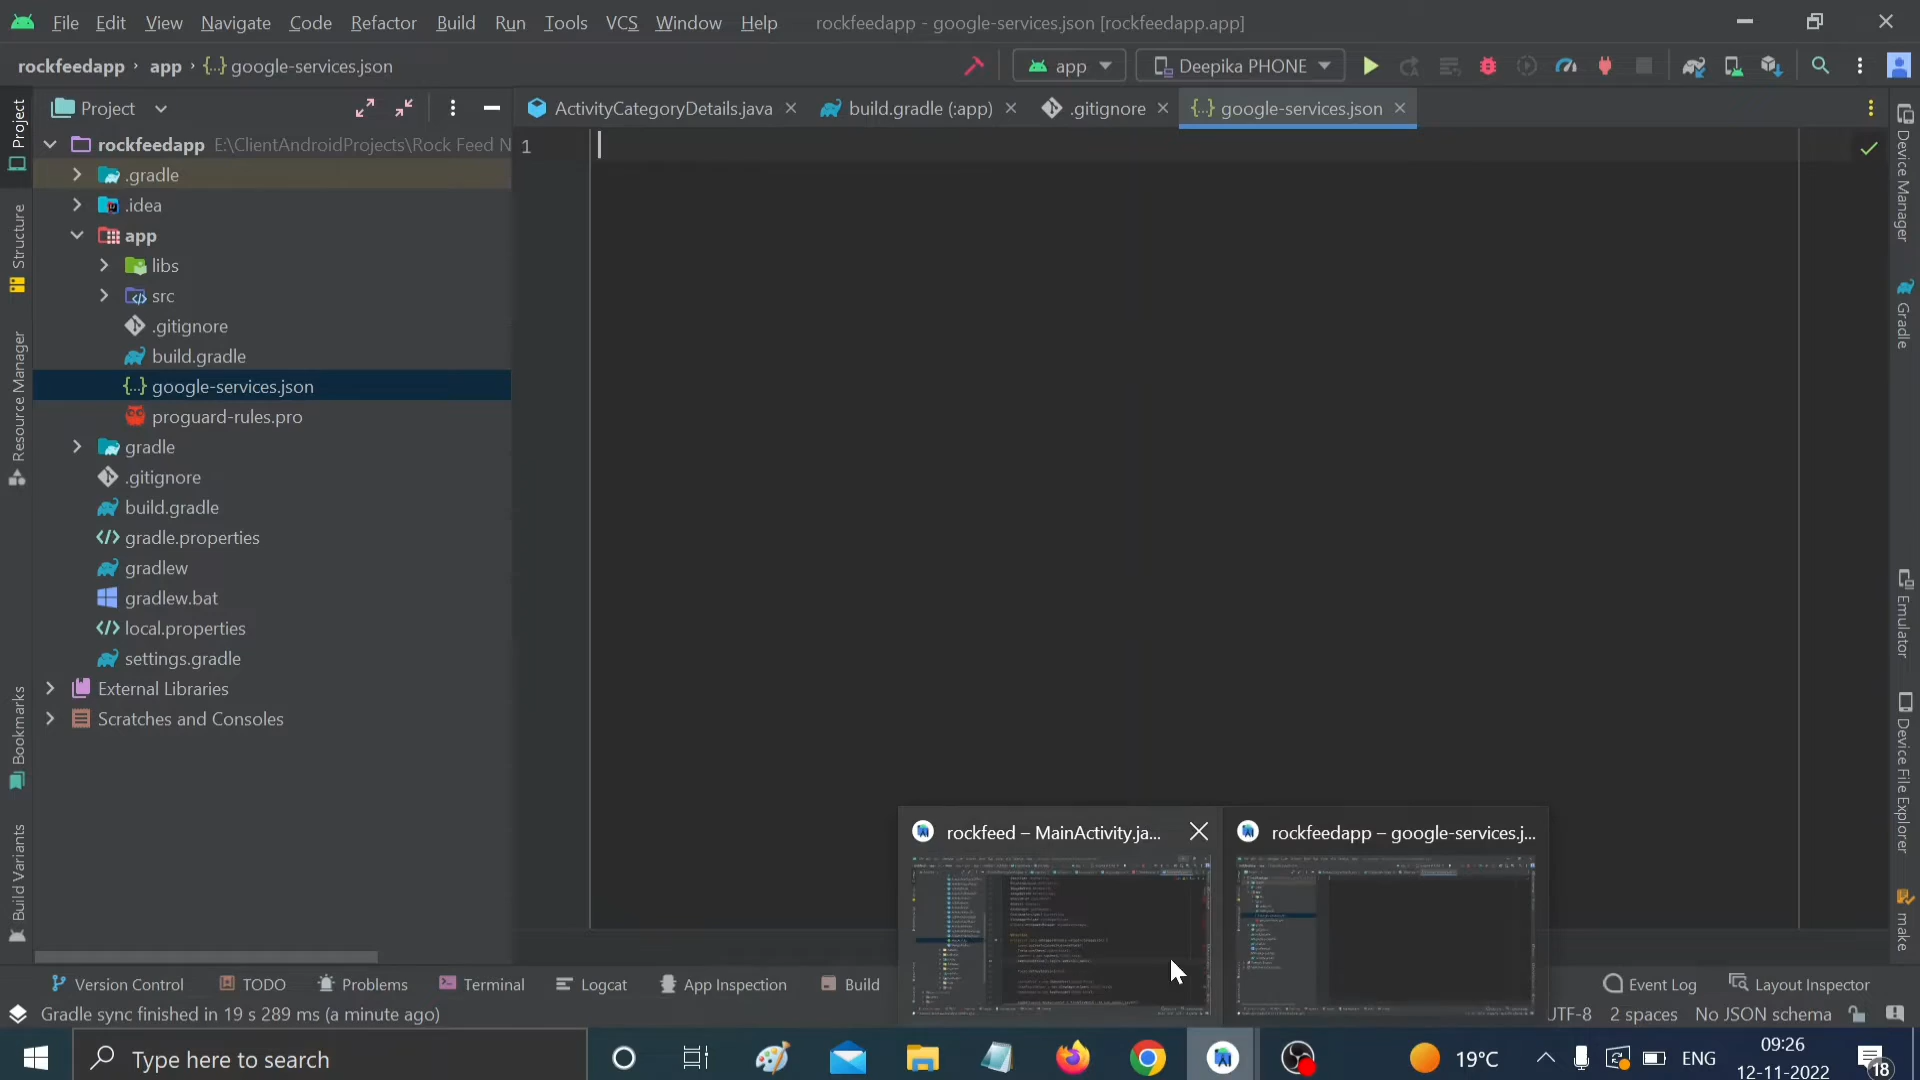 File Edit View Navigate Code Refactor Build Run Tools VCS Window Help rockfeedapp - google-services.json [rockfeedapp.app]
rockfeedapp app {..} google-services.json
app
Deepika PHONE
Project
ActivityCategoryDetails.java
build.gradle (:app)
.gitignore
{..} google-services.json
rockfeedapp E:\ClientAndroidProjects\Rock Feed N
.gradle
.idea
app
libs
src
.gitignore
build.gradle
{..} google-services.json
proguard-rules.pro
gradle
.gitignore
build.gradle
gradle.properties
gradlew
gradlew.bat
local.properties
settings.gradle
External Libraries
Scratches and Consoles
1
Project
Structure
Resource Manager
Bookmarks
Build Variants
Device Manager
Gradle
Emulator
Device File Explorer
make
rockfeed – MainActivity.ja...
rockfeedapp – google-services.j...
Version Control TODO Problems Terminal Logcat App Inspection Build
Event Log Layout Inspector
Gradle sync finished in 19 s 289 ms (a minute ago)
UTF-8 2 spaces No JSON schema
Type here to search
19°C
ENG
09:26
12-11-2022
18